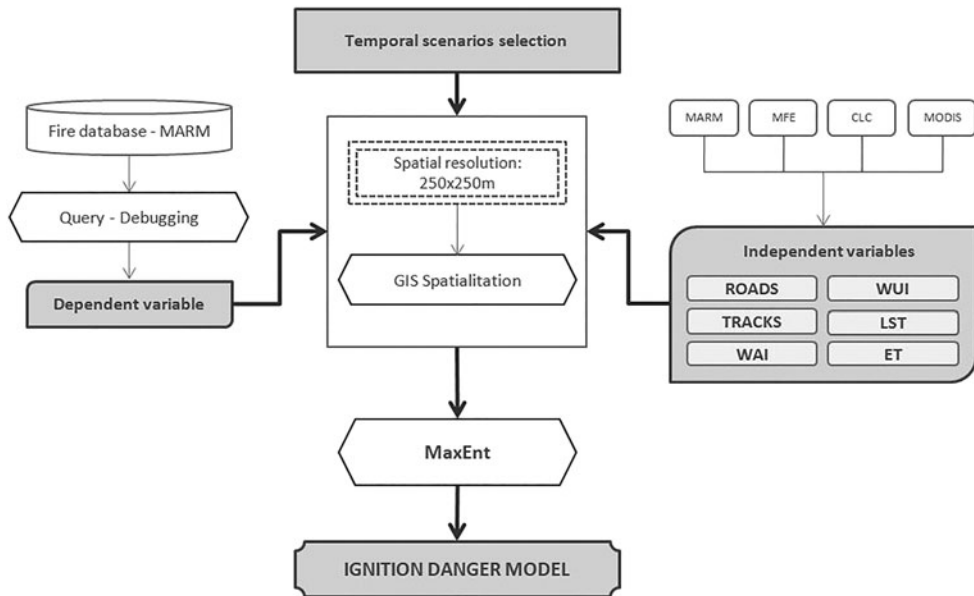 Temporal scenarios selection
Fire database - MARM
Query - Debugging
Dependent variable
Spatial resolution:
250x250m
GIS Spatialitation
MARM
MFE
CLC
MODIS
Independent variables
ROADS
WUI
TRACKS
LST
WAI
ET
MaxEnt
IGNITION DANGER MODEL